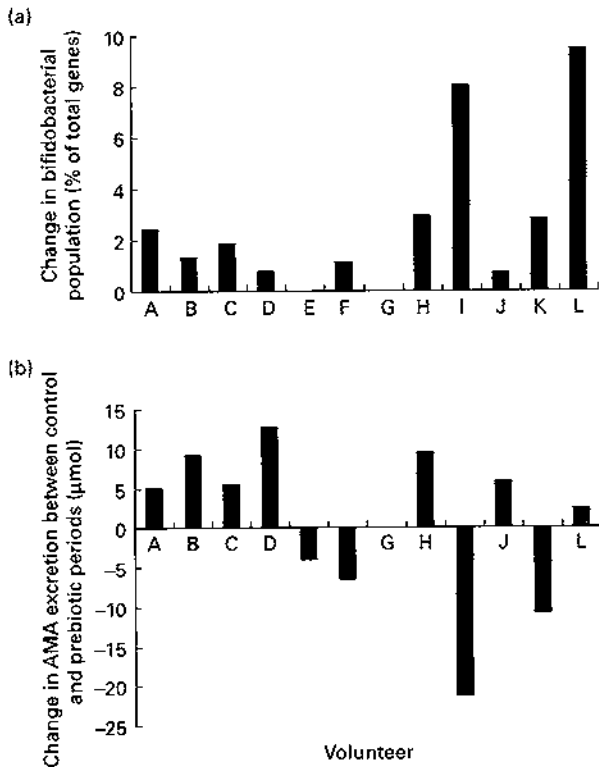 (a)
Change in bifidobacterial
population (% of total genes)
10
8
6
4
2
0
A B C D E F G H I J K L
(b)
Change in AMA excretion between control
and prebiotic periods (µmol)
15
10
5
0
-5
-10
-15
-20
-25
A B C D G H J L
Volunteer